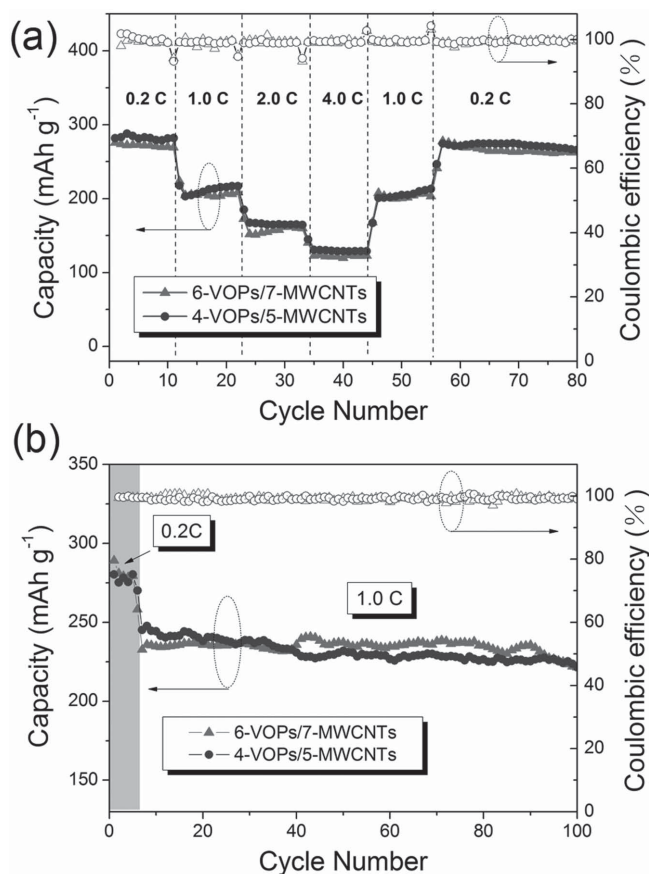 (a)
400
300
200
100
0
Capacity (mAh g⁻¹)
0.2 C 1.0 C 2.0 C 4.0 C 1.0 C 0.2 C
6-VOPs/7-MWCNTs
4-VOPs/5-MWCNTs
100
80
60
40
20
0
Coulombic efficiency (%)
0 10 20 30 40 50 60 70 80
Cycle Number
(b)
350
300
250
200
150
Capacity (mAh g⁻¹)
0.2C
1.0 C
6-VOPs/7-MWCNTs
4-VOPs/5-MWCNTs
100
80
60
40
20
0
Coulombic efficiency (%)
0 20 40 60 80 100
Cycle Number